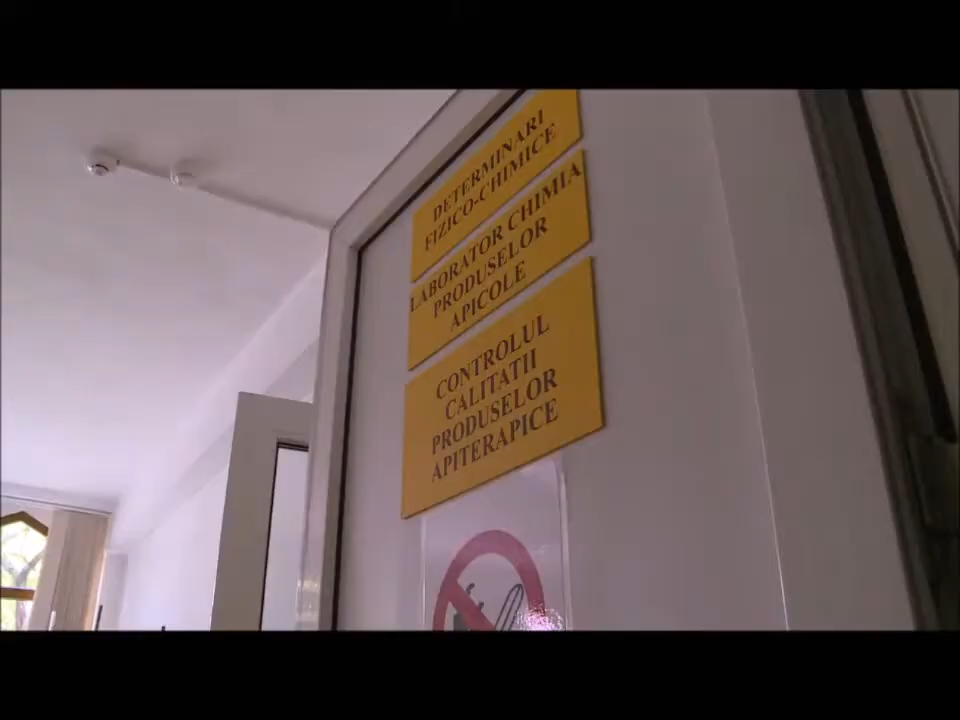 DETERMINARI
FIZICO-CHIMICE
LABORATOR CHIMIA
PRODUSELOR
APICOLE
CONTROLUL
CALITATII
PRODUSELOR
APITERAPICE